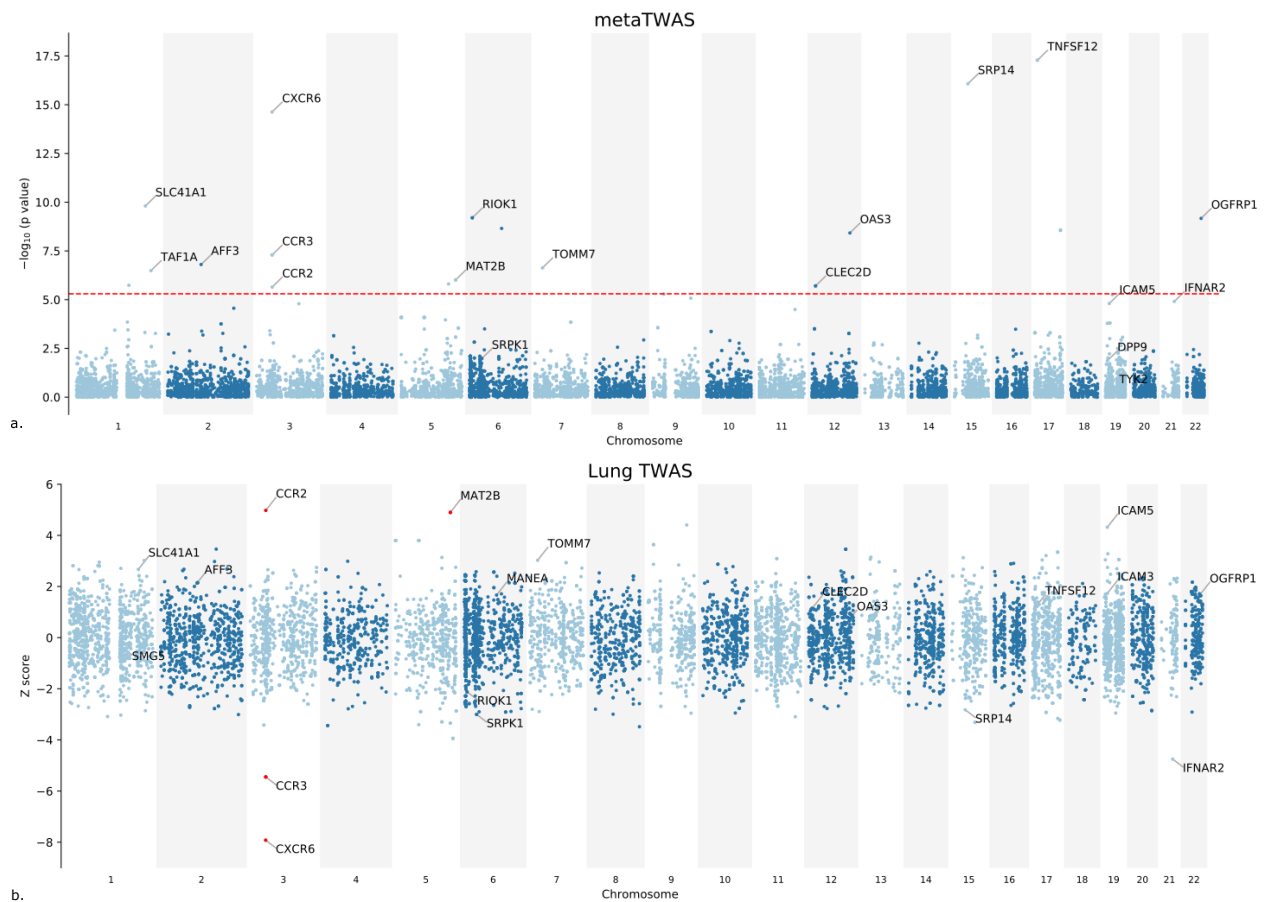 metaTWAS
17.5
15.0
12.5
10.0
7.5
5.0
2.5
0.0
−log10 (p value)
TNFSF12
SRP14
CXCR6
SLC41A1
RIOK1
OGFRP1
OAS3
CCR3
AFF3
TAF1A
TOMM7
MAT2B
CCR2
CLEC2D
ICAM5
IFNAR2
SRPK1
DPP9
TYK2
1 2 3 4 5 6 7 8 9 10 11 12 13 14 15 16 17 18 19 20 21 22
Chromosome
a.
Lung TWAS
6
4
2
0
−2
−4
−6
−8
Z score
CCR2
MAT2B
ICAM5
SLC41A1
TOMM7
AFF3
MANEA
ICAM3
OGFRP1
CLEC2D
TNFSF12
OAS3
SMG5
RIOK1
SRPK1
SRP14
IFNAR2
CCR3
CXCR6
1 2 3 4 5 6 7 8 9 10 11 12 13 14 15 16 17 18 19 20 21 22
Chromosome
b.